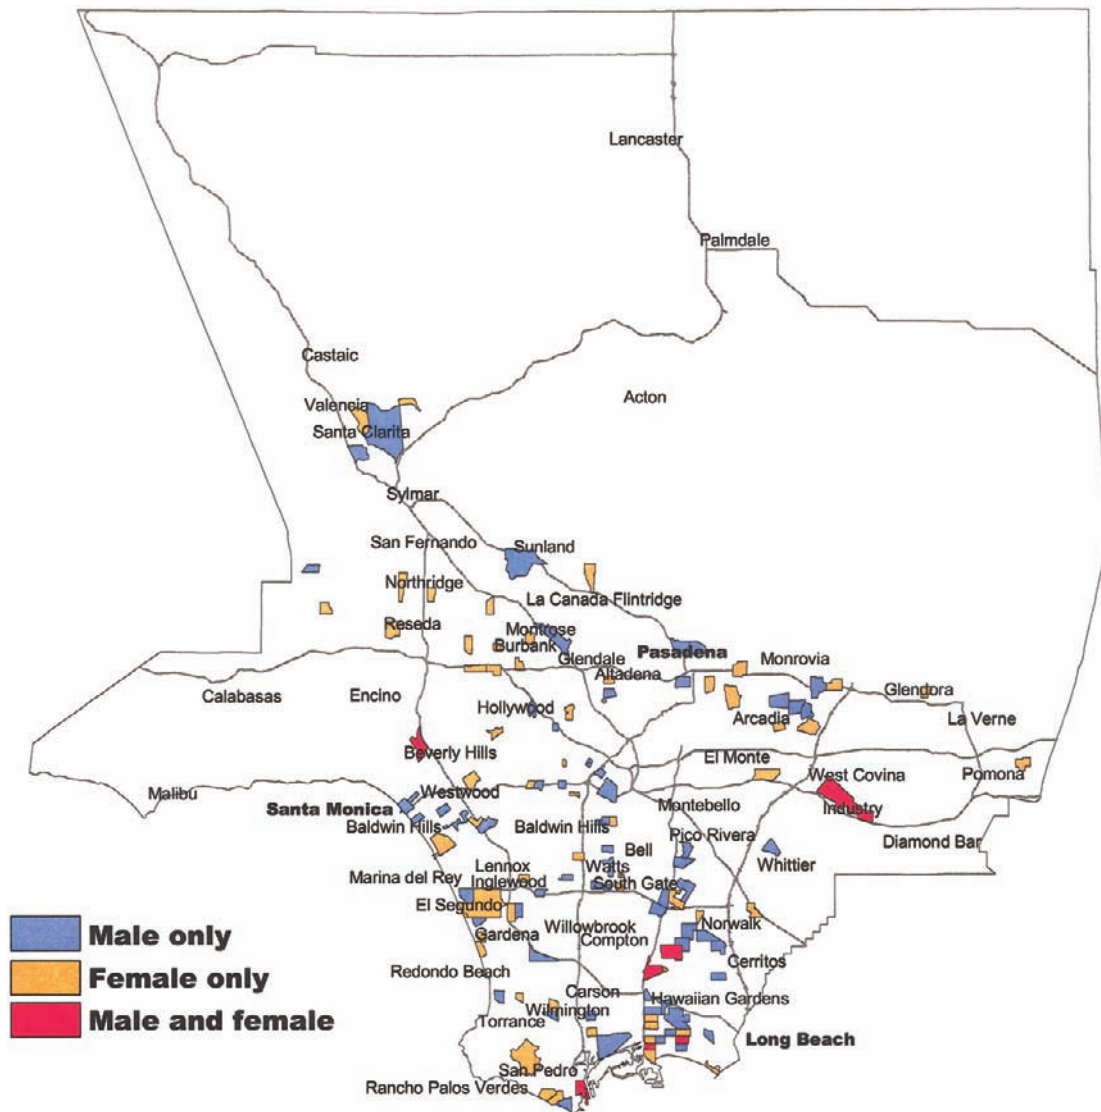 Lancaster
Palmdale
Castaic
Acton
Valencia
Santa Clarita
Sylmar
San Fernando
Sunland
Northridge
La Canada Flintridge
Reseda
Montrose
Burbank
Pasadena
Glendale
Monrovia
Altadena
Calabasas
Encino
Glendora
Hollywood
Arcadia
La Verne
Beverly Hills
El Monte
West Covina
Pomona
Malibu
Westwood
Santa Monica
Montebello
Industry
Baldwin Hills
Baldwin Hills
Pico Rivera
Diamond Bar
Bell
Whittier
Lennox
Watts
Marina del Rey
Inglewood
South Gate
El Segundo
Willowbrook
Norwalk
Gardena
Compton
Male only
Cerritos
Redondo Beach
Female only
Carson
Hawaiian Gardens
Wilmington
Torrance
Male and female
Long Beach
San Pedro
Rancho Palos Verdes